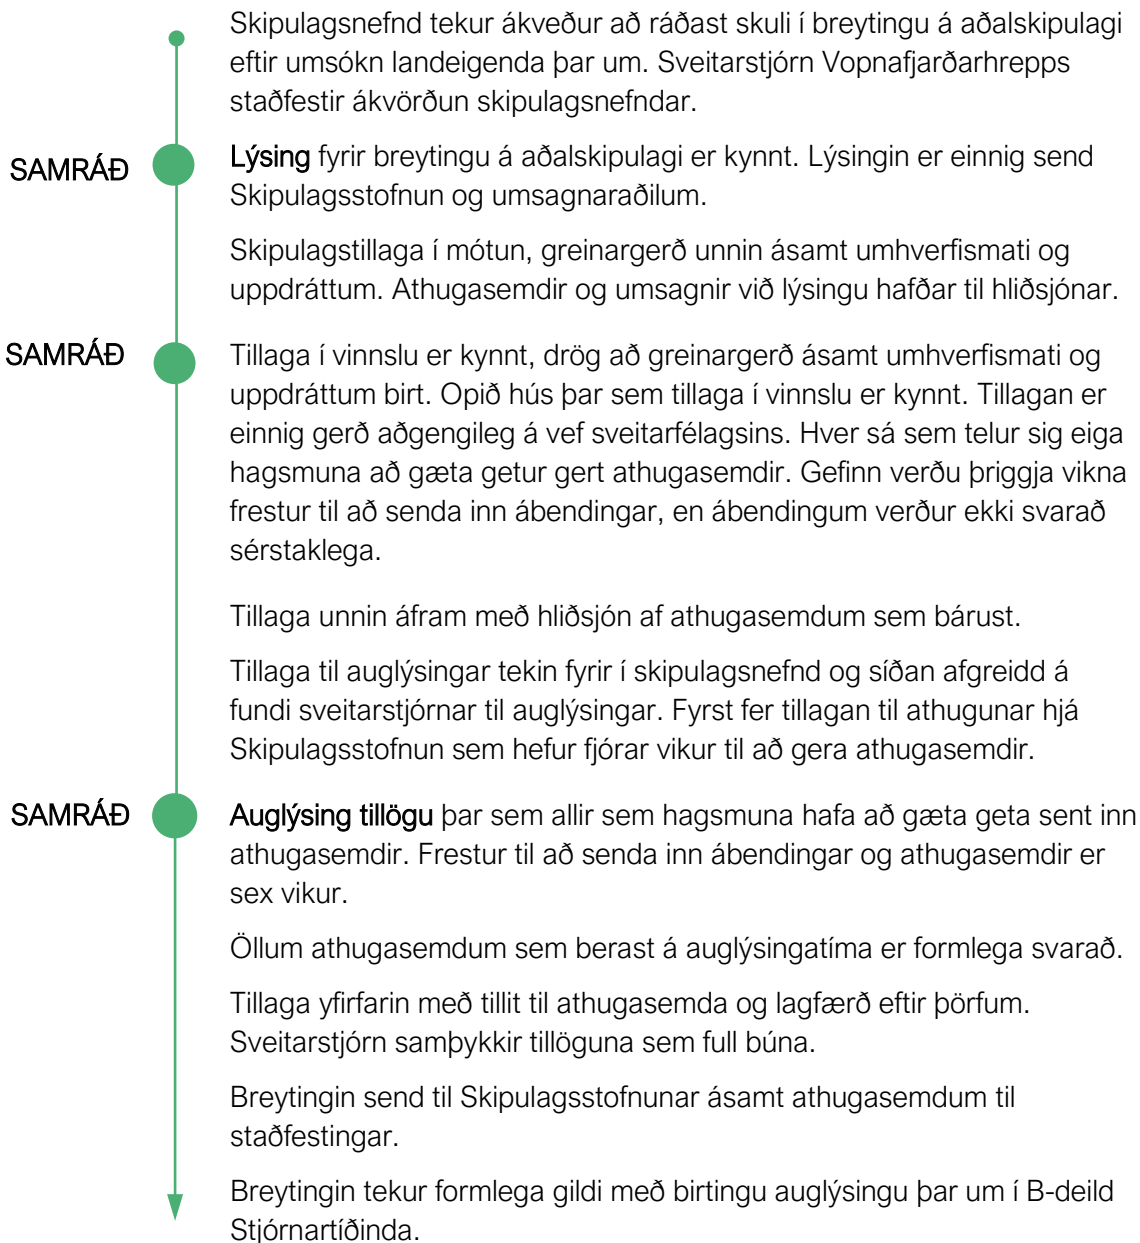 Skipulagsnefnd tekur ákveður að ráðast skuli í breytingu á aðalskipulagi
eftir umsókn landeigenda þar um. Sveitarstjórn Vopnafjarðarhrepps
staðfestir ákvörðun skipulagsnefndar.
SAMRÁÐ
Lýsing fyrir breytingu á aðalskipulagi er kynnt. Lýsingin er einnig send
Skipulagsstofnun og umsagnaraðilum.
Skipulagstillaga í mótun, greinargerð unnin ásamt umhverfismati og
uppdráttum. Athugasemdir og umsagnir við lýsingu hafðar til hliðsjónar.
SAMRÁÐ
Tillaga í vinnslu er kynnt, drög að greinargerð ásamt umhverfismati og
uppdráttum birt. Opið hús þar sem tillaga í vinnslu er kynnt. Tillagan er
einnig gerð aðgengileg á vef sveitarfélagsins. Hver sá sem telur sig eiga
hagsmuna að gæta getur gert athugasemdir. Gefinn verðu þriggja vikna
frestur til að senda inn ábendingar, en ábendingum verður ekki svarað
sérstaklega.
Tillaga unnin áfram með hliðsjón af athugasemdum sem bárust.
Tillaga til auglýsingar tekin fyrir í skipulagsnefnd og síðan afgreidd á
fundi sveitarstjórnar til auglýsingar. Fyrst fer tillagan til athugunar hjá
Skipulagsstofnun sem hefur fjórar vikur til að gera athugasemdir.
SAMRÁÐ
Auglýsing tillögu þar sem allir sem hagsmuna hafa að gæta geta sent inn
athugasemdir. Frestur til að senda inn ábendingar og athugasemdir er
sex vikur.
Öllum athugasemdum sem berast á auglýsingatíma er formlega svarað.
Tillaga yfirfarin með tillit til athugasemda og lagfærð eftir þörfum.
Sveitarstjórn samþykkir tillöguna sem full búna.
Breytingin send til Skipulagsstofnunar ásamt athugasemdum til
staðfestingar.
Breytingin tekur formlega gildi með birtingu auglýsingu þar um í B-deild
Stjórnartíðinda.